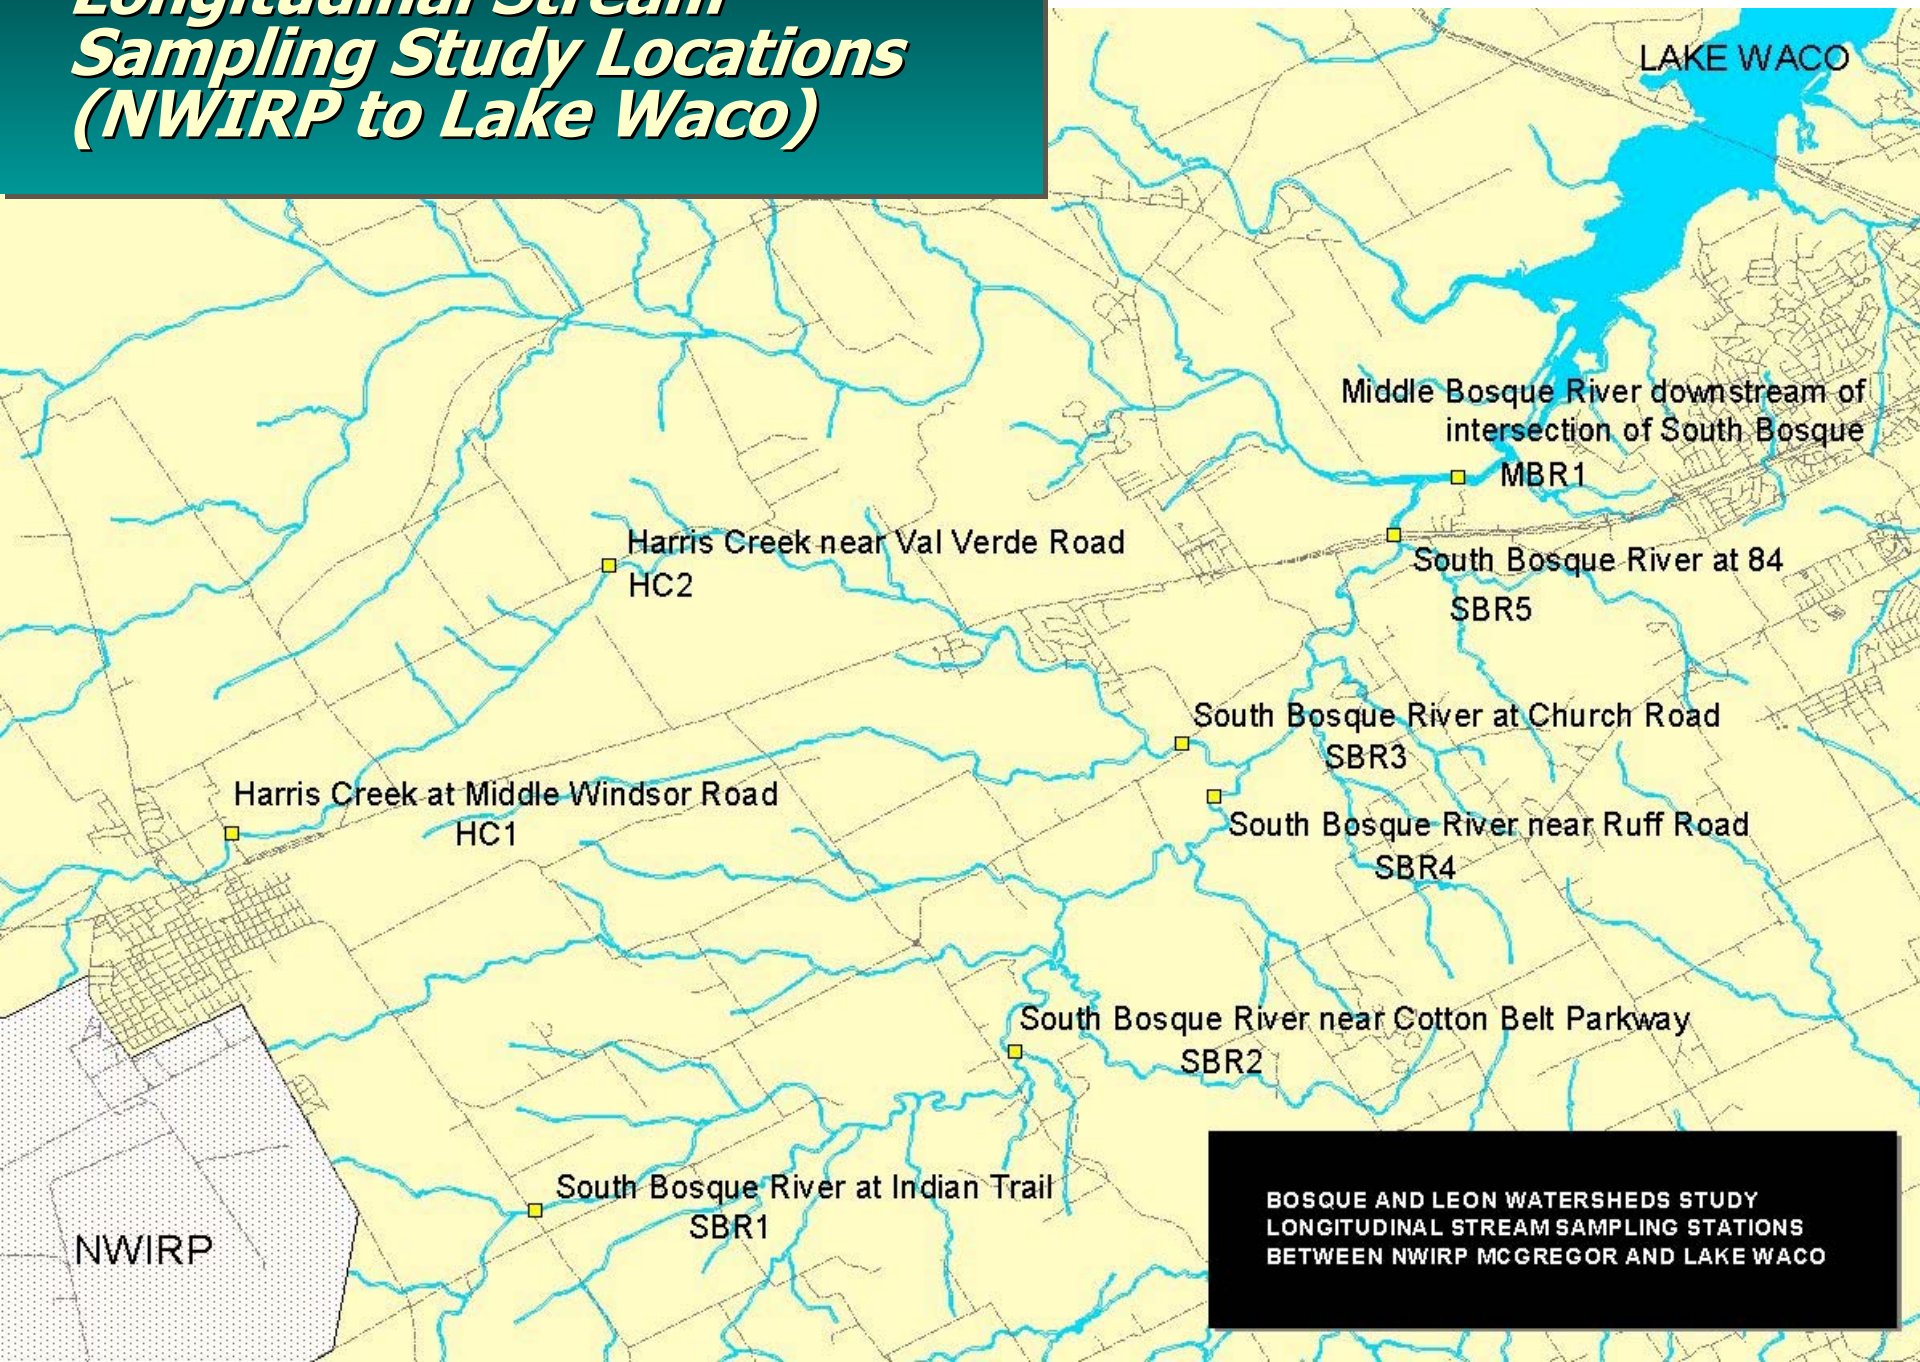 Longitudinal Stream
Sampling Study Locations
(NWIRP to Lake Waco)
LAKE WACO
Middle Bosque River downstream of
intersection of South Bosque
MBR1
Harris Creek near Val Verde Road
HC2
South Bosque River at 84
SBR5
South Bosque River at Church Road
SBR3
Harris Creek at Middle Windsor Road
HC1
South Bosque River near Ruff Road
SBR4
South Bosque River near Cotton Belt Parkway
SBR2
South Bosque River at Indian Trail
SBR1
NWIRP
BOSQUE AND LEON WATERSHEDS STUDY
LONGITUDINAL STREAM SAMPLING STATIONS
BETWEEN NWIRP MCGREGOR AND LAKE WACO